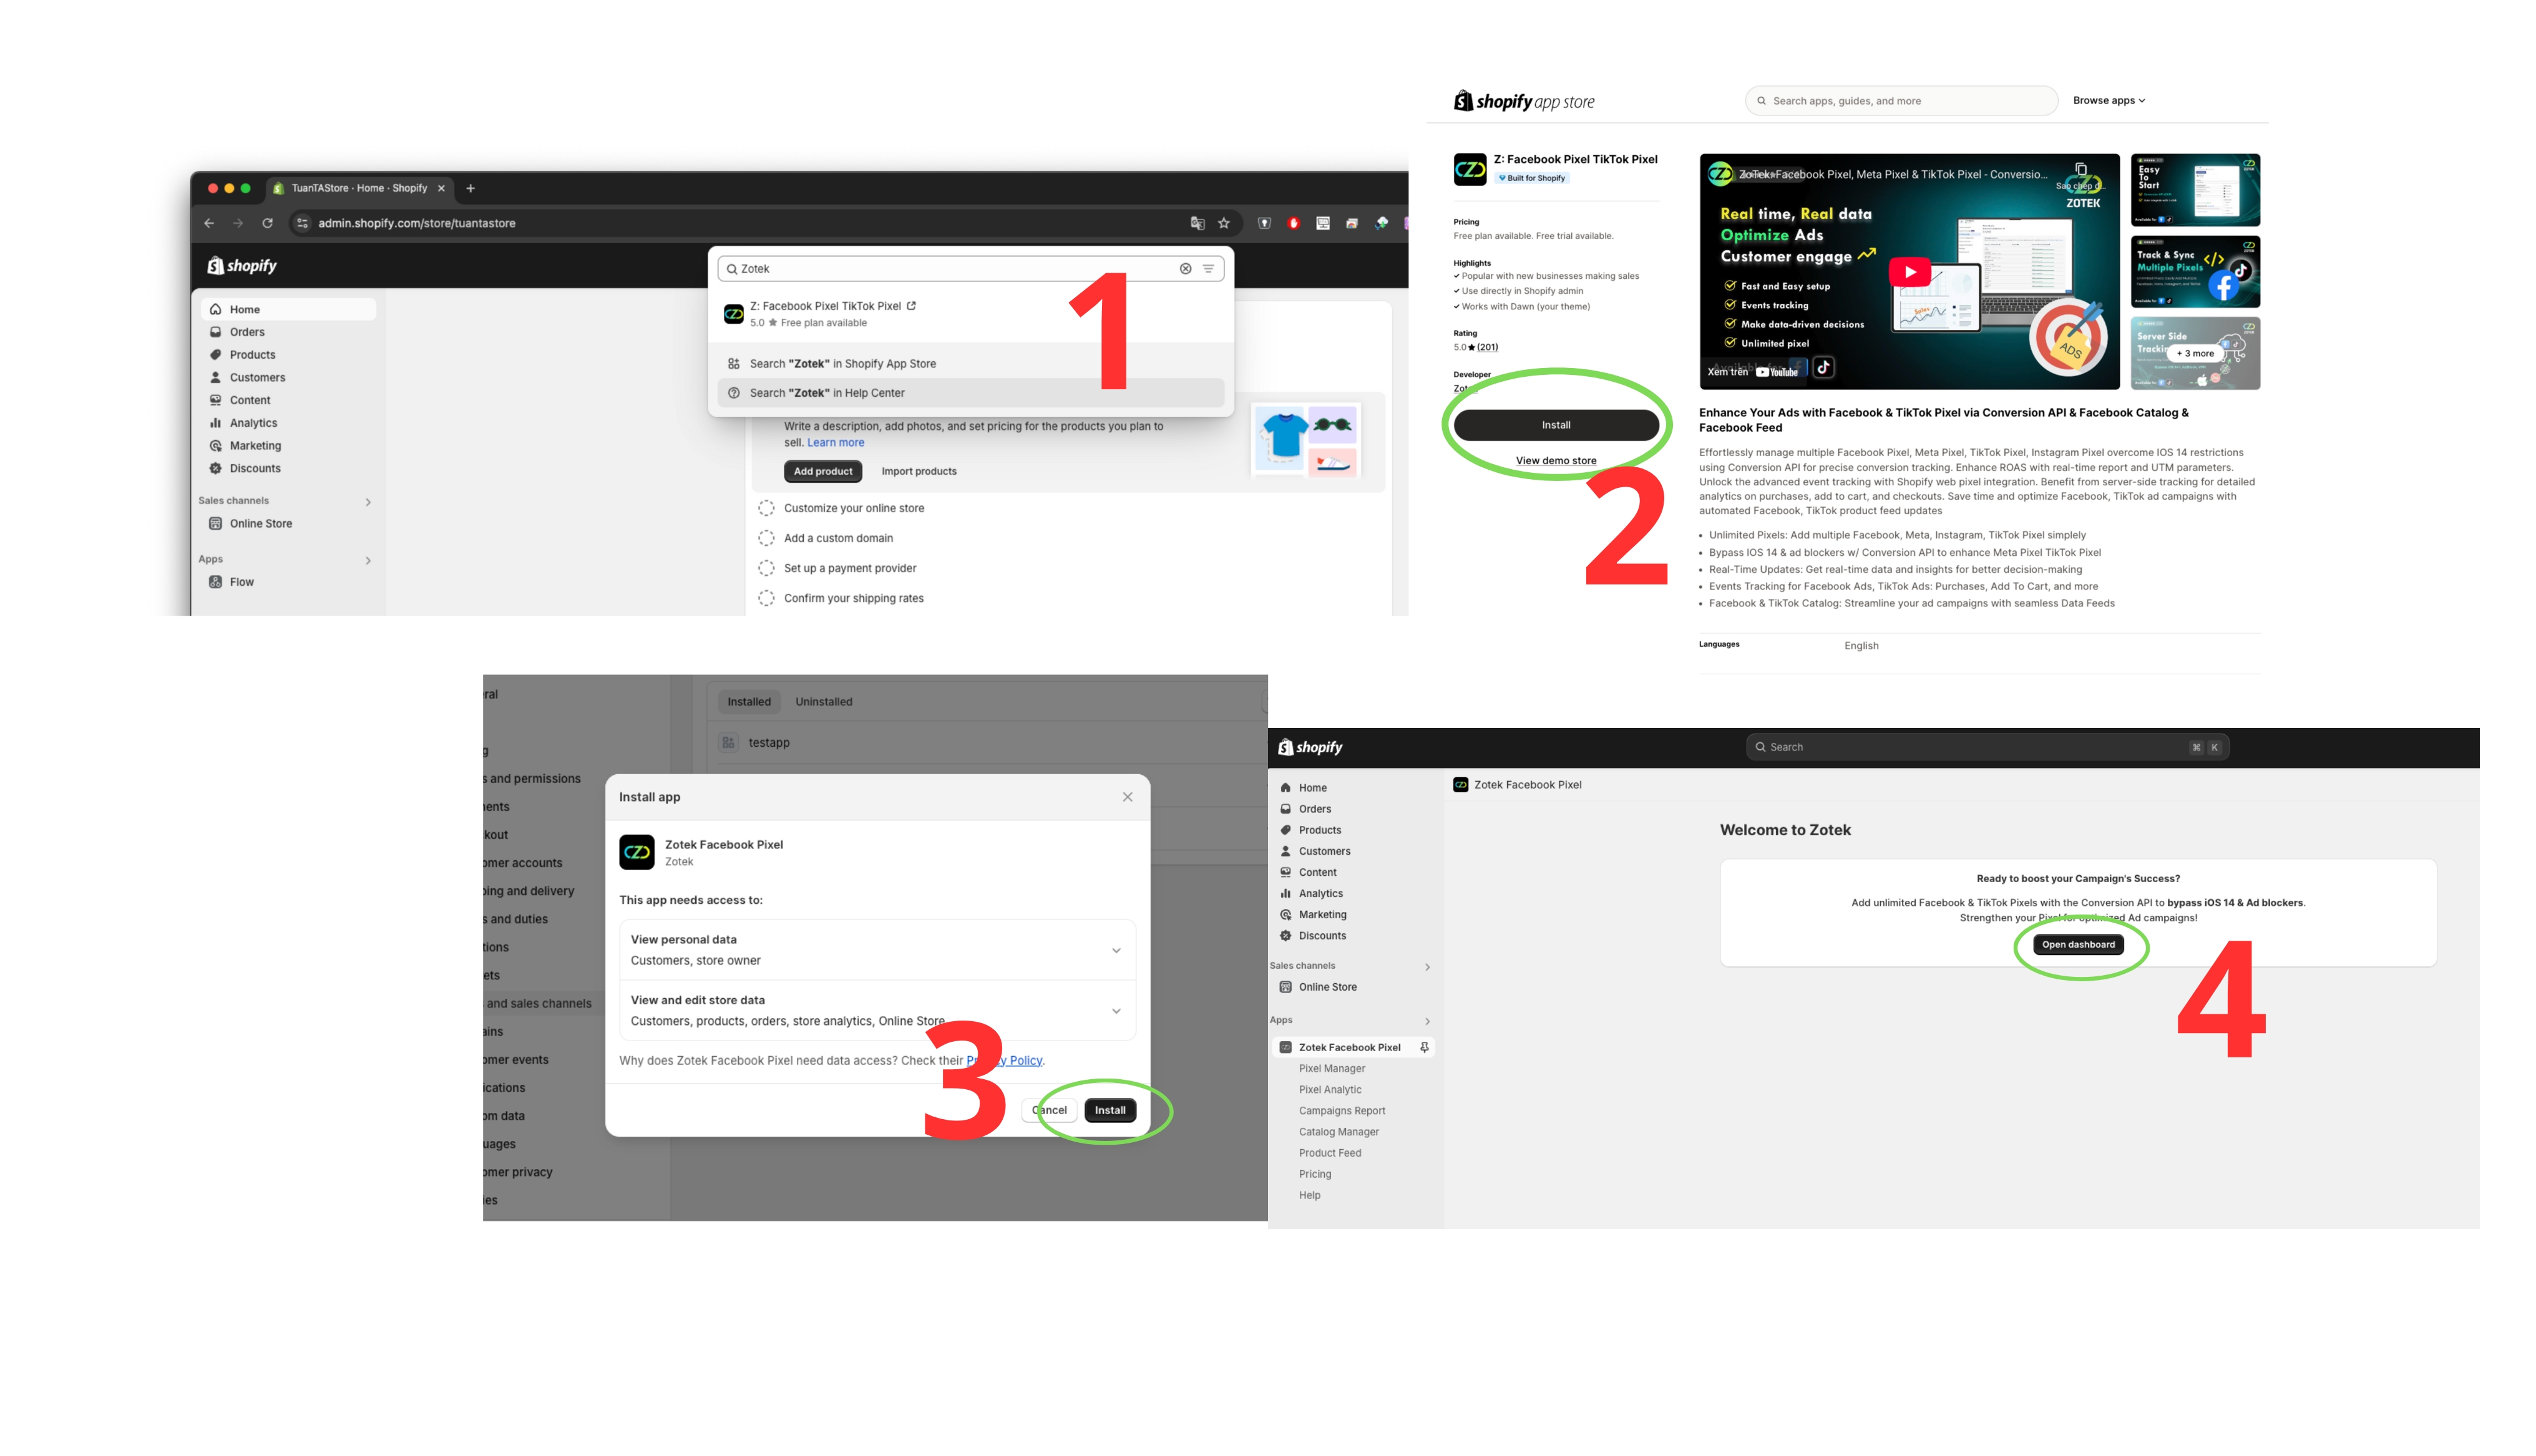 TuanTAStore · Home · Shopify
admin.shopify.com/store/tuantastore
shopify
Zotek
Z: Facebook Pixel TikTok Pixel
5.0 ★ Free plan available
Search "Zotek" in Shopify App Store
Search "Zotek" in Help Center
1
Home
Orders
Products
Customers
Content
Analytics
Marketing
Discounts
Sales channels
Online Store
Apps
Flow
Write a description, add photos, and set pricing for the products you plan to
sell. Learn more
Add product
Import products
Customize your online store
Add a custom domain
Set up a payment provider
Confirm your shipping rates
shopify app store
Search apps, guides, and more
Browse apps
Z: Facebook Pixel TikTok Pixel
Built for Shopify
Pricing
Free plan available. Free trial available.
Highlights
Popular with new businesses making sales
Use directly in Shopify admin
Works with Dawn (your theme)
Rating
5.0★(201)
Developer
Install
View demo store
2
ZoTek: Facebook Pixel, Meta Pixel & TikTok Pixel - Conversio...
Sao chép đ...
ZOTEK
Real time, Real data
Optimize Ads
Customer engage
Fast and Easy setup
Events tracking
Make data-driven decisions
Unlimited pixel
Sales
ADS
Xem trên YouTube
Easy
To
Start
Track & Sync
Multiple Pixels
Server Side
+ 3 more
Enhance Your Ads with Facebook & TikTok Pixel via Conversion API & Facebook Catalog &
Facebook Feed
Effortlessly manage multiple Facebook Pixel, Meta Pixel, TikTok Pixel, Instagram Pixel overcome IOS 14 restrictions
using Conversion API for precise conversion tracking. Enhance ROAS with real-time report and UTM parameters.
Unlock the advanced event tracking with Shopify web pixel integration. Benefit from server-side tracking for detailed
analytics on purchases, add to cart, and checkouts. Save time and optimize Facebook, TikTok ad campaigns with
automated Facebook, TikTok product feed updates
• Unlimited Pixels: Add multiple Facebook, Meta, Instagram, TikTok Pixel simplely
• Bypass IOS 14 & ad blockers w/ Conversion API to enhance Meta Pixel TikTok Pixel
• Real-Time Updates: Get real-time data and insights for better decision-making
• Events Tracking for Facebook Ads, TikTok Ads: Purchases, Add To Cart, and more
• Facebook & TikTok Catalog: Streamline your ad campaigns with seamless Data Feeds
Languages
English
ral
g
s and permissions
ents
kout
omer accounts
ing and delivery
s and duties
tions
ets
and sales channels
ains
omer events
ications
om data
uages
omer privacy
ies
Installed
Uninstalled
testapp
Install app
Zotek Facebook Pixel
Zotek
This app needs access to:
View personal data
Customers, store owner
View and edit store data
Customers, products, orders, store analytics, Online Store
Why does Zotek Facebook Pixel need data access? Check their Privacy Policy.
Cancel
Install
3
shopify
Search
⌘ K
Home
Orders
Products
Customers
Content
Analytics
Marketing
Discounts
Sales channels
Online Store
Apps
Zotek Facebook Pixel
Pixel Manager
Pixel Analytic
Campaigns Report
Catalog Manager
Product Feed
Pricing
Help
Zotek Facebook Pixel
Welcome to Zotek
Ready to boost your Campaign's Success?
Add unlimited Facebook & TikTok Pixels with the Conversion API to bypass iOS 14 & Ad blockers.
Strengthen your Pixel for optimized Ad campaigns!
Open dashboard
4